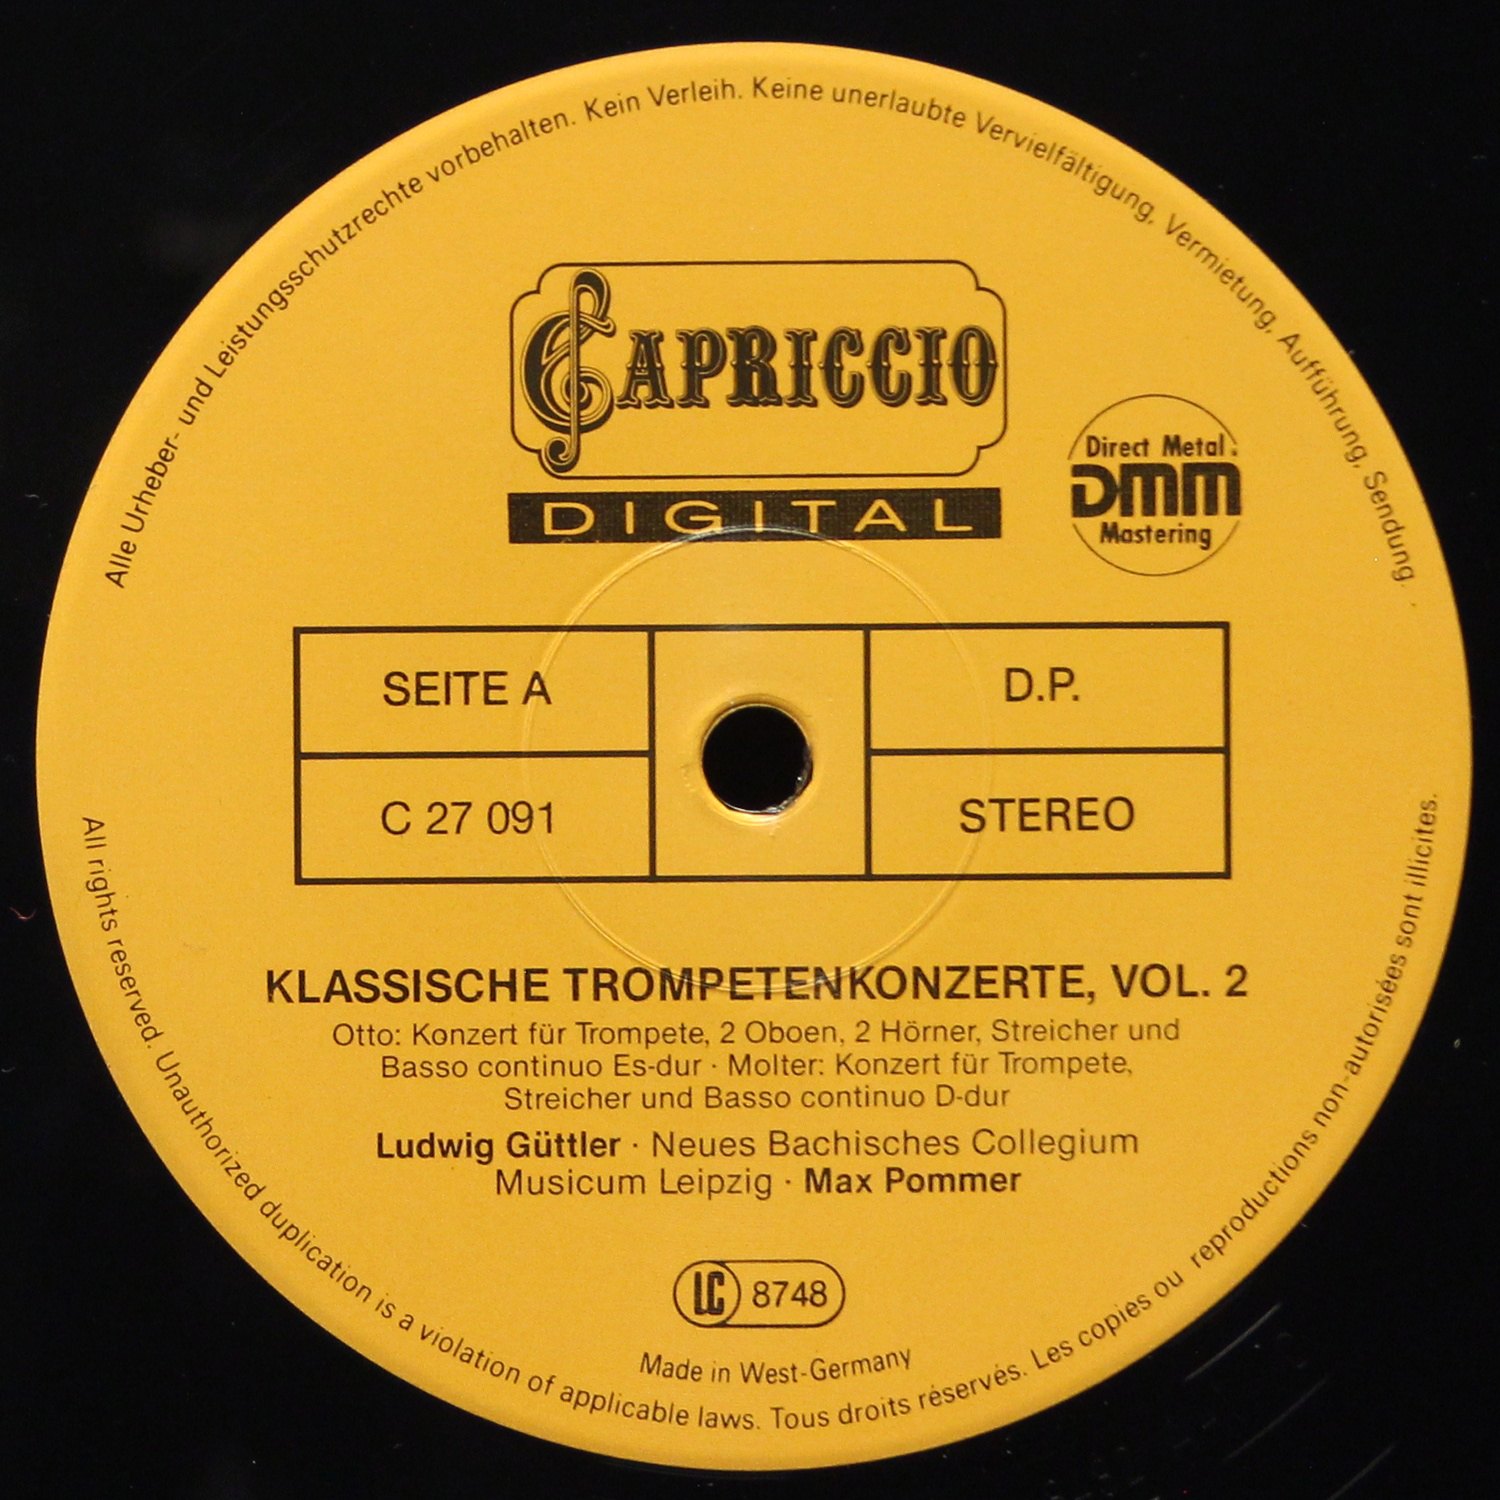 Alle Urheber- und Leistungsschutzrechte vorbehalten. Kein Verleih. Keine unerlaubte Vervielfältigung, Vermietung, Aufführung, Sendung.
CAPRICCIO
DIGITAL
Direct Metal
DMM
Mastering
SEITE A
D.P.
C 27 091
STEREO
KLASSISCHE TROMPETENKONZERTE, VOL. 2
Otto: Konzert für Trompete, 2 Oboen, 2 Hörner, Streicher und
Basso continuo Es-dur · Molter: Konzert für Trompete,
Streicher und Basso continuo D-dur
Ludwig Güttler · Neues Bachisches Collegium
Musicum Leipzig · Max Pommer
LC 8748
Made in West-Germany
All rights reserved. Unauthorized duplication is a violation of applicable laws. Tous droits réservés. Les copies ou reproductions non-autorisées sont illicites.